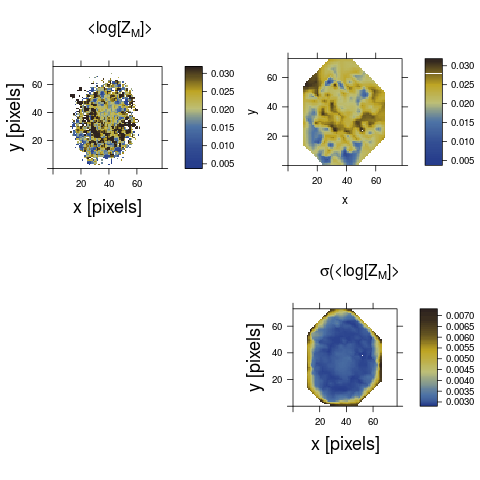 <log[Z_M]>
y [pixels]
60
40
20
20 40 60
x [pixels]
0.030
0.025
0.020
0.015
0.010
0.005
y
60
40
20
20 40 60
x
0.030
0.025
0.020
0.015
0.010
0.005
σ(<log[Z_M]>
y [pixels]
60
40
20
20 40 60
x [pixels]
0.0070
0.0065
0.0060
0.0055
0.0050
0.0045
0.0040
0.0035
0.0030